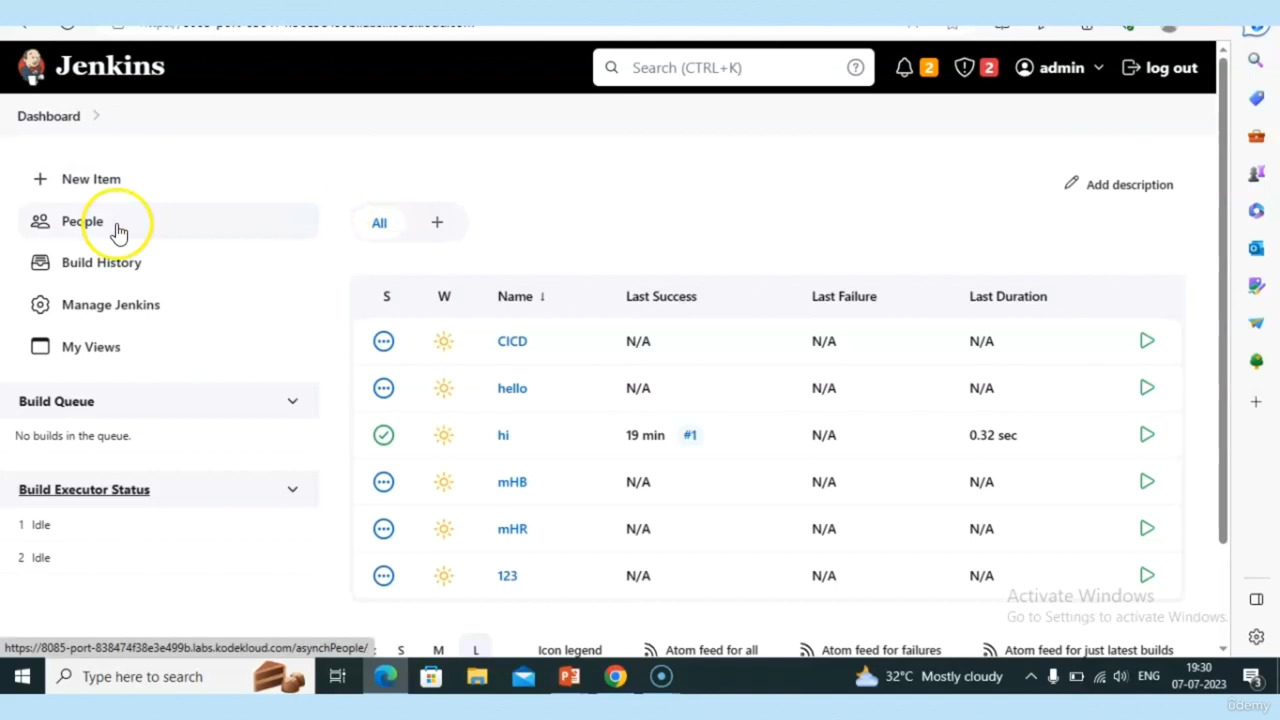 Jenkins
Search (CTRL+K)
2
2
admin
log out
Dashboard
New Item
People
Build History
Manage Jenkins
My Views
Add description
All
+
S W Name ↓ Last Success Last Failure Last Duration
CICD N/A N/A N/A
hello N/A N/A N/A
hi 19 min #1 N/A 0.32 sec
mHB N/A N/A N/A
mHR N/A N/A N/A
123 N/A N/A N/A
Build Queue
No builds in the queue.
Build Executor Status
1 Idle
2 Idle
Activate Windows
Go to Settings to activate Windows.
https://8085-port-838474f38e3e499b.labs.kodekloud.com/asynchPeople/
S M L Icon legend Atom feed for all Atom feed for failures Atom feed for just latest builds
Type here to search
32°C Mostly cloudy
ENG
19:30
07-07-2023
3
ûdemy